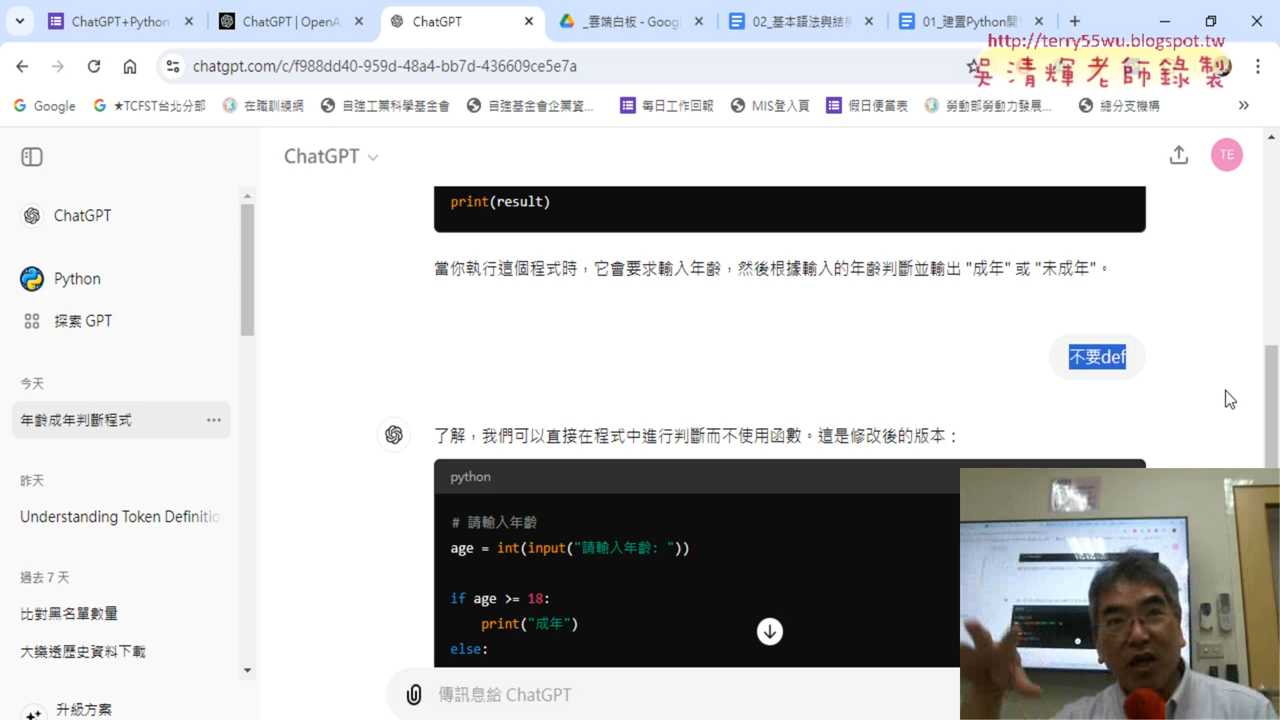 ChatGPT+Python
ChatGPT | OpenA
ChatGPT
_雲端白板 - Googl
02_基本語法與結
01_建置Python開
http://terry55wu.blogspot.tw
吳清輝老師錄製
chatgpt.com/c/f988dd40-959d-48a4-bb7d-436609ce5e7a
Google
★TCFST台北分部
在職訓練網
自強工業科學基金會
自強基金會企業資...
每日工作回報
MIS登入頁
假日便當表
勞動部勞動力發展...
總分支機構
ChatGPT
TE
ChatGPT
Python
探索 GPT
今天
年齡成年判斷程式
昨天
Understanding Token Definitio
過去 7 天
比對黑名單數量
大樂透歷史資料下載
升級方案
print(result)
當你執行這個程式時，它會要求輸入年齡，然後根據輸入的年齡判斷並輸出 "成年" 或 "未成年"。
不要def
了解，我們可以直接在程式中進行判斷而不使用函數。這是修改後的版本：
python
# 請輸入年齡
age = int(input("請輸入年齡: "))
if age >= 18:
print("成年")
else:
傳訊息給 ChatGPT